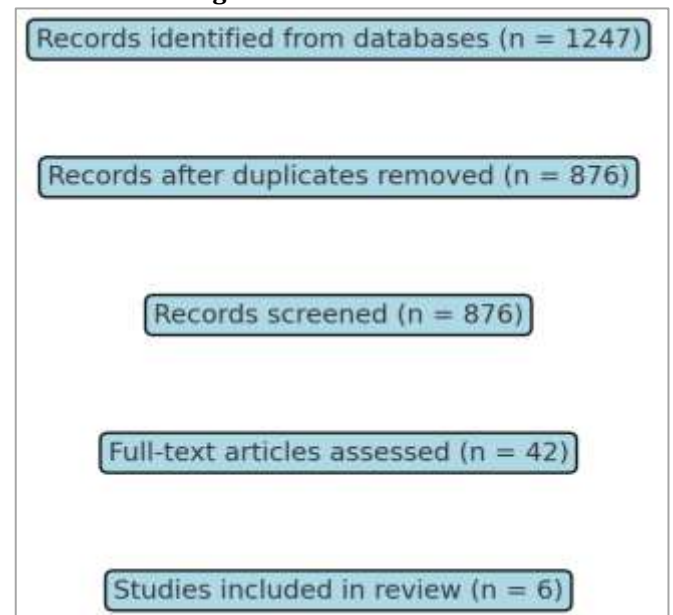 Records identified from databases (n = 1247)
Records after duplicates removed (n = 876)
Records screened (n = 876)
Full-text articles assessed (n = 42)
Studies included in review (n = 6)